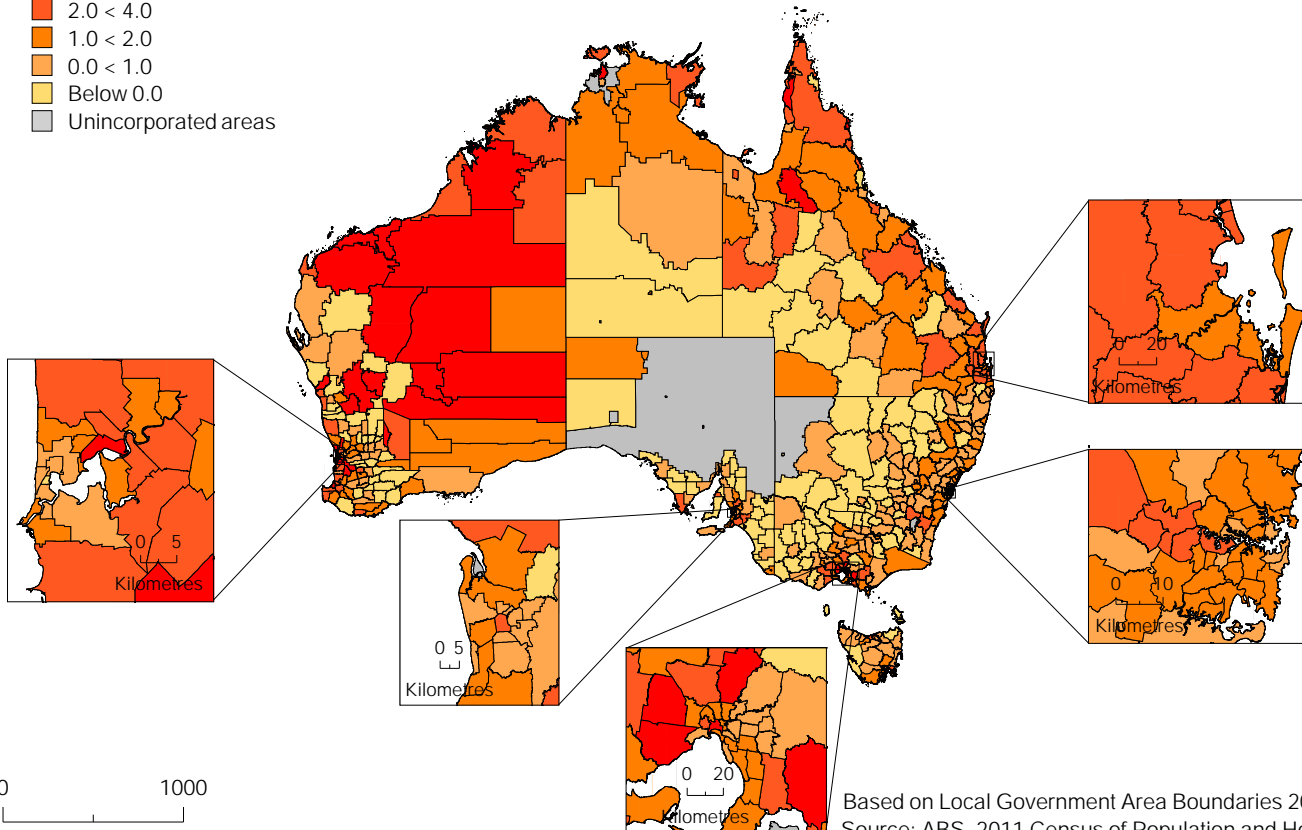 2.0 < 4.0
1.0 < 2.0
0.0 < 1.0
Below 0.0
Unincorporated areas
0 20
Kilometres
0 5
Kilometres
0 10
Kilometres
0 5
Kilometres
0 20
Kilometres
0 1000
Based on Local Government Area Boundaries
Source: ABS, 2011 Census of Population and